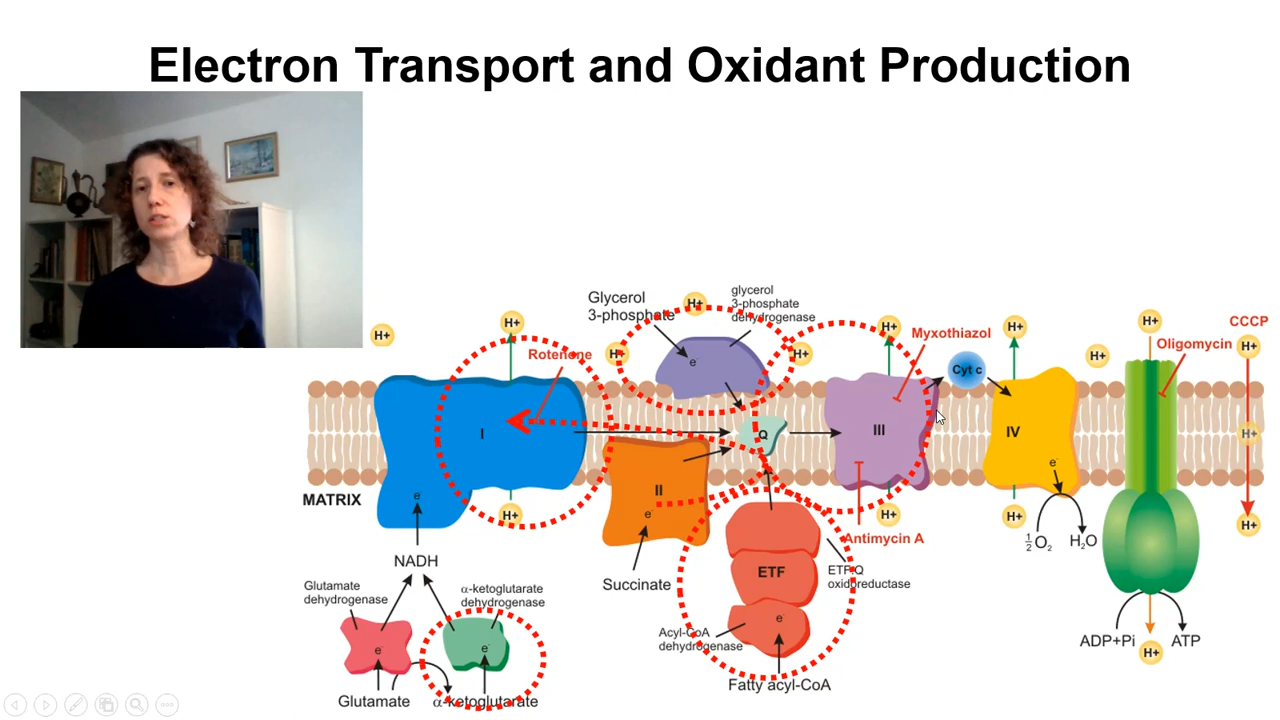 Electron Transport and Oxidant Production
Glycerol
3-phosphate
glycerol
3-phosphate
dehydrogenase
H+
H+
H+
H+
H+
H+
H+
H+
H+
H+
CCCP
H+
Rotenone
Myxothiazol
Oligomycin
Cyt c
e-
I
Q
III
IV
H+
MATRIX
II
e-
e-
e-
H+
H+
H+
H+
Antimycin A
½O2
H2O
NADH
ETF
ETF:Q
oxidoreductase
Succinate
Glutamate
dehydrogenase
α-ketoglutarate
dehydrogenase
e-
e-
e-
Acyl-CoA
dehydrogenase
ADP+Pi
ATP
H+
Fatty acyl-CoA
Glutamate
α-ketoglutarate